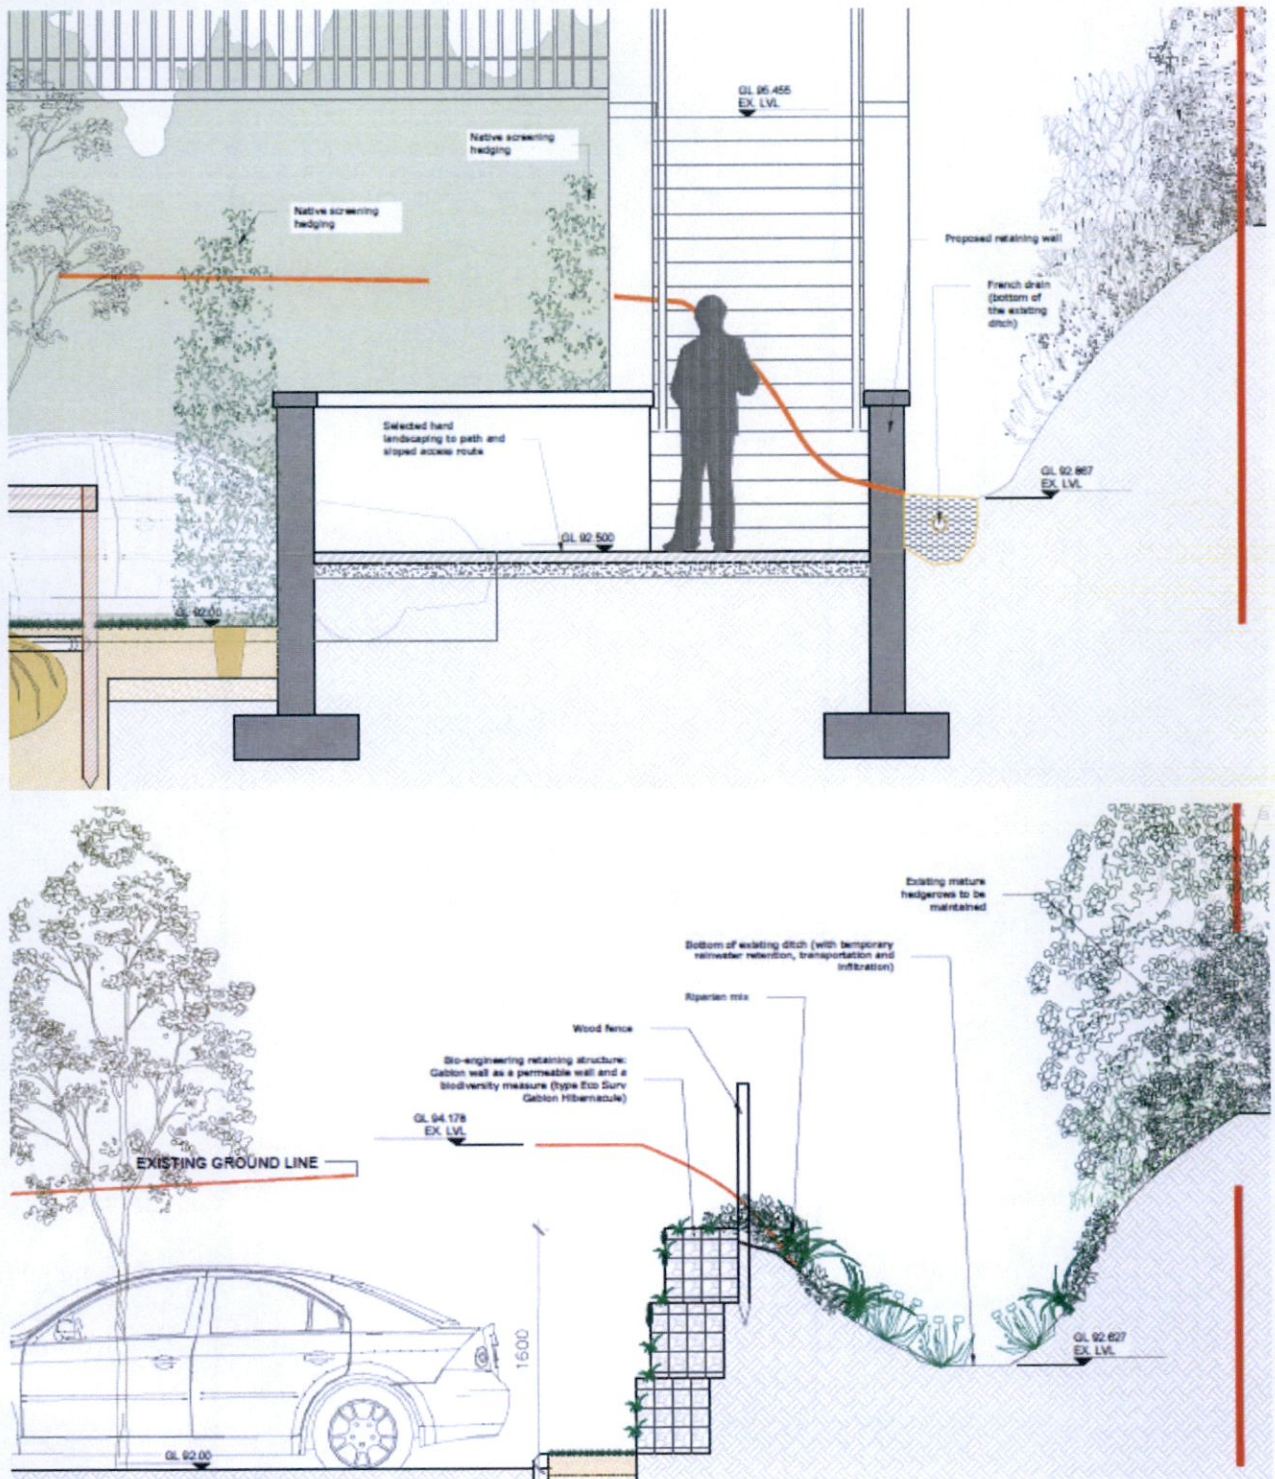 GL 95.455
EX. LVL
Native screening
hedging
Native screening
hedging
Proposed retaining wall
French drain
(bottom of
the existing
ditch)
Selected hard
landscaping to path and
sloped access route
GL 92.867
EX. LVL
GL 92.500
GL 92.00
Existing mature
hedgerows to be
maintained
Bottom of existing ditch (with temporary
rainwater retention, transportation and
infiltration)
Riparian mix
Wood fence
Bio-engineering retaining structure:
Gabion wall as a permeable wall and a
biodiversity measure (type Eco Surv
Gabion Hibernacule)
GL 94.178
EX. LVL
EXISTING GROUND LINE
1600
GL 92.627
EX. LVL
GL 92.00